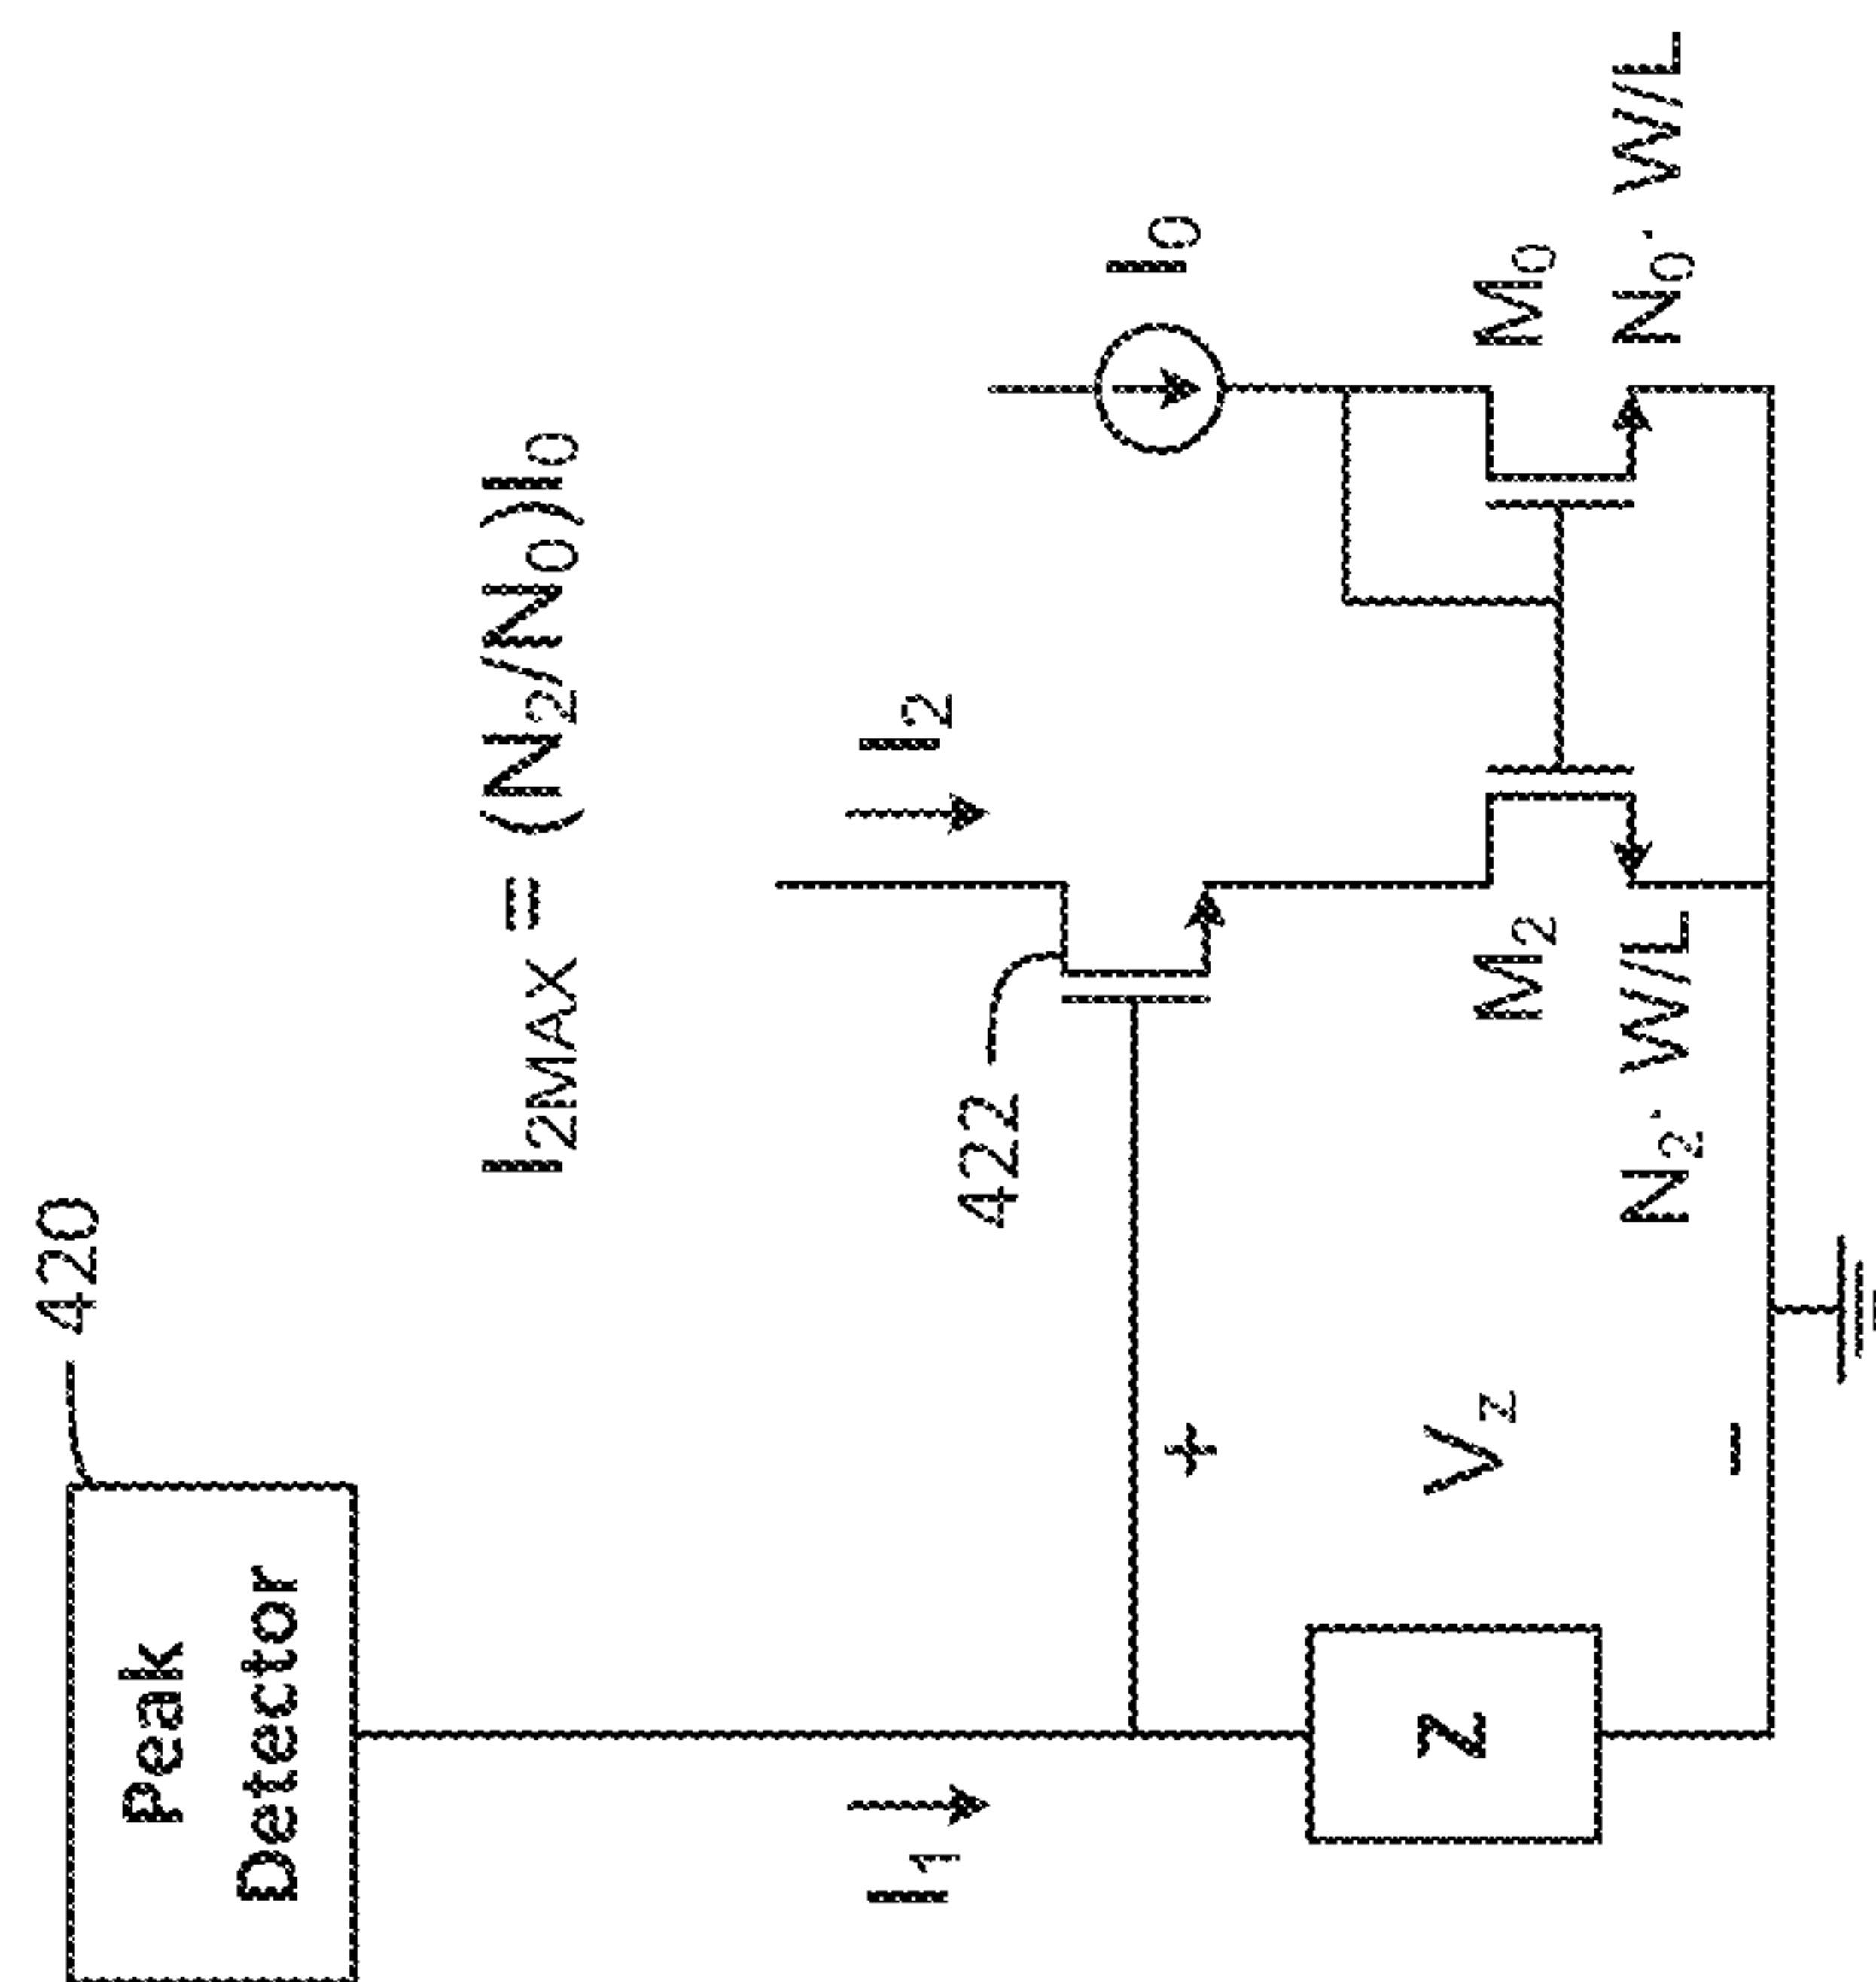 420
Peak
Detector
I2MAX = (N2/N0)I0
I1
I2
422
I0
+
Vz
−
Z
M2
N2· W/L
M0
N0· W/L